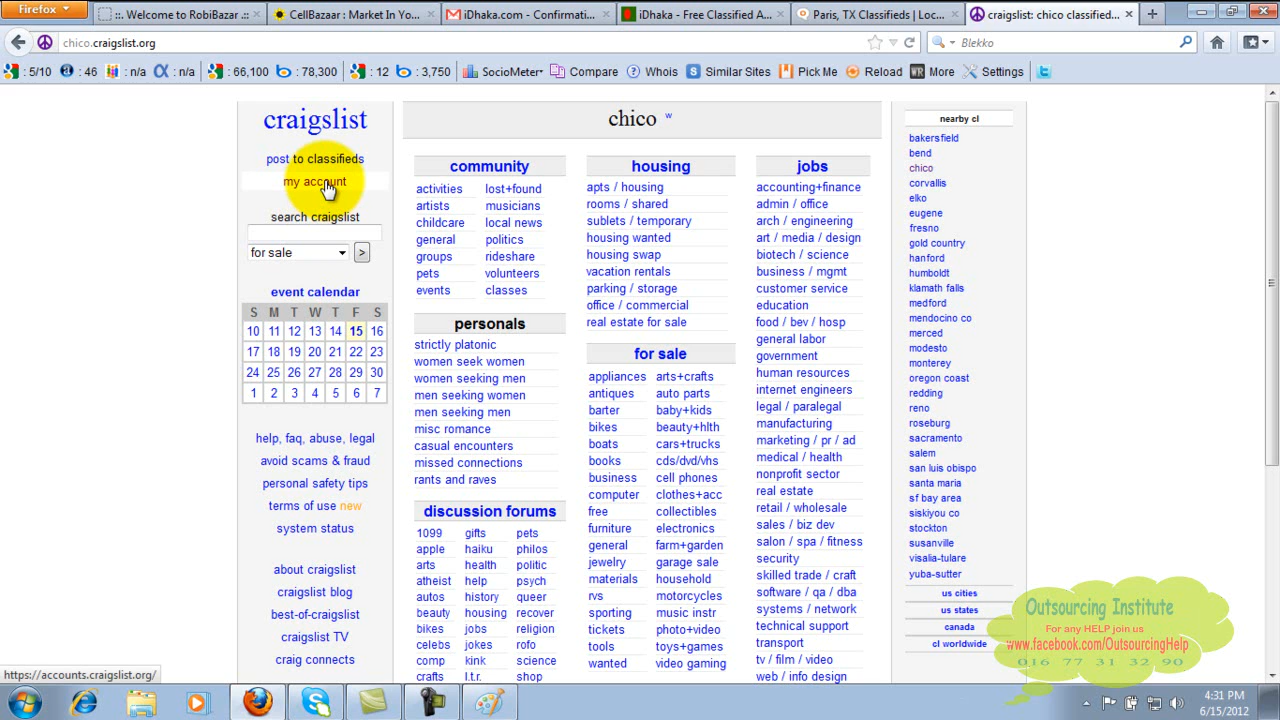 Firefox
::. Welcome to RobiBazar .::
CellBazaar : Market In Yo...
iDhaka.com - Confirmati...
iDhaka - Free Classified A...
Paris, TX Classifieds | Loc...
craigslist: chico classified...
chico.craigslist.org
Blekko
: 5/10
: 46
: n/a
: n/a
: 66,100
: 78,300
: 12
: 3,750
SocioMeter
Compare
Whois
Similar Sites
Pick Me
Reload
More
Settings
craigslist
post to classifieds
my account
search craigslist
for sale
>
event calendar
S M T W T F S
10 11 12 13 14 15 16
17 18 19 20 21 22 23
24 25 26 27 28 29 30
1 2 3 4 5 6 7
help, faq, abuse, legal
avoid scams & fraud
personal safety tips
terms of use new
system status
about craigslist
craigslist blog
best-of-craigslist
craigslist TV
craig connects
chico w
community
activities lost+found
artists musicians
childcare local news
general politics
groups rideshare
pets volunteers
events classes
personals
strictly platonic
women seek women
women seeking men
men seeking women
men seeking men
misc romance
casual encounters
missed connections
rants and raves
discussion forums
1099 gifts pets
apple haiku philos
arts health politic
atheist help psych
autos history queer
beauty housing recover
bikes jobs religion
celebs jokes rofo
comp kink science
crafts l.t.r. shop
housing
apts / housing
rooms / shared
sublets / temporary
housing wanted
housing swap
vacation rentals
parking / storage
office / commercial
real estate for sale
for sale
appliances arts+crafts
antiques auto parts
barter baby+kids
bikes beauty+hlth
boats cars+trucks
books cds/dvd/vhs
business cell phones
computer clothes+acc
free collectibles
furniture electronics
general farm+garden
jewelry garage sale
materials household
rvs motorcycles
sporting music instr
tickets photo+video
tools toys+games
wanted video gaming
jobs
accounting+finance
admin / office
arch / engineering
art / media / design
biotech / science
business / mgmt
customer service
education
food / bev / hosp
general labor
government
human resources
internet engineers
legal / paralegal
manufacturing
marketing / pr / ad
medical / health
nonprofit sector
real estate
retail / wholesale
sales / biz dev
salon / spa / fitness
security
skilled trade / craft
software / qa / dba
systems / network
technical support
transport
tv / film / video
web / info design
nearby cl
bakersfield
bend
chico
corvallis
elko
eugene
fresno
gold country
hanford
humboldt
klamath falls
medford
mendocino co
merced
modesto
monterey
oregon coast
redding
reno
roseburg
sacramento
salem
san luis obispo
santa maria
sf bay area
siskiyou co
stockton
susanville
visalia-tulare
yuba-sutter
us cities
us states
canada
cl worldwide
Outsourcing Institute
For any HELP join us
www.facebook.com/OutsourcingHelp
016 77 31 32 90
https://accounts.craigslist.org/
4:31 PM
6/15/2012